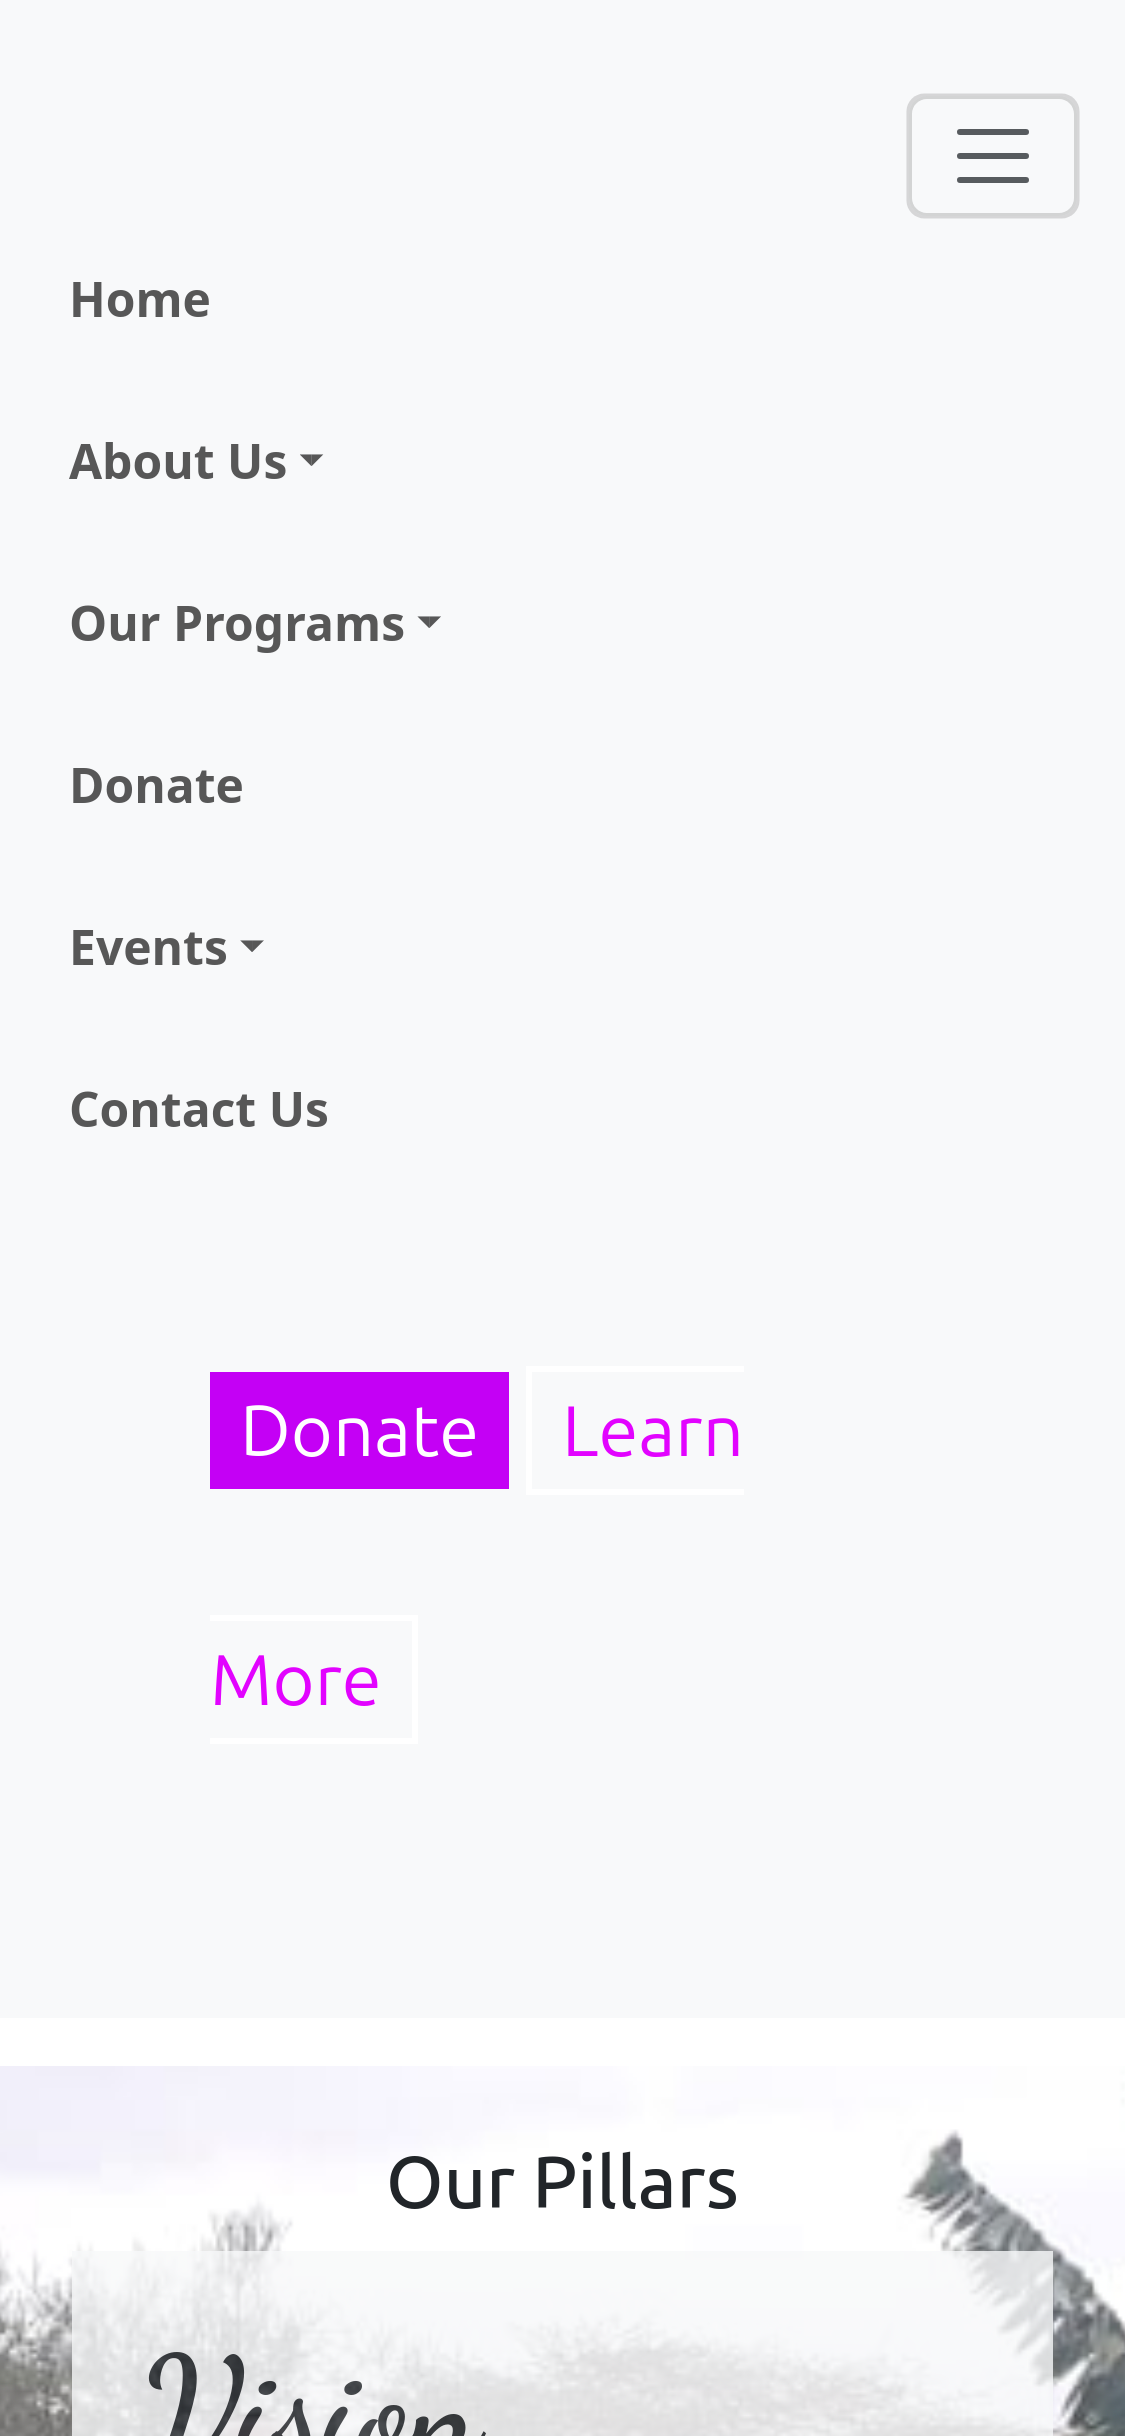 Home
About Us
Our Programs
Donate
Events
Contact Us
Donate Learn
More
Our Pillars
Vision